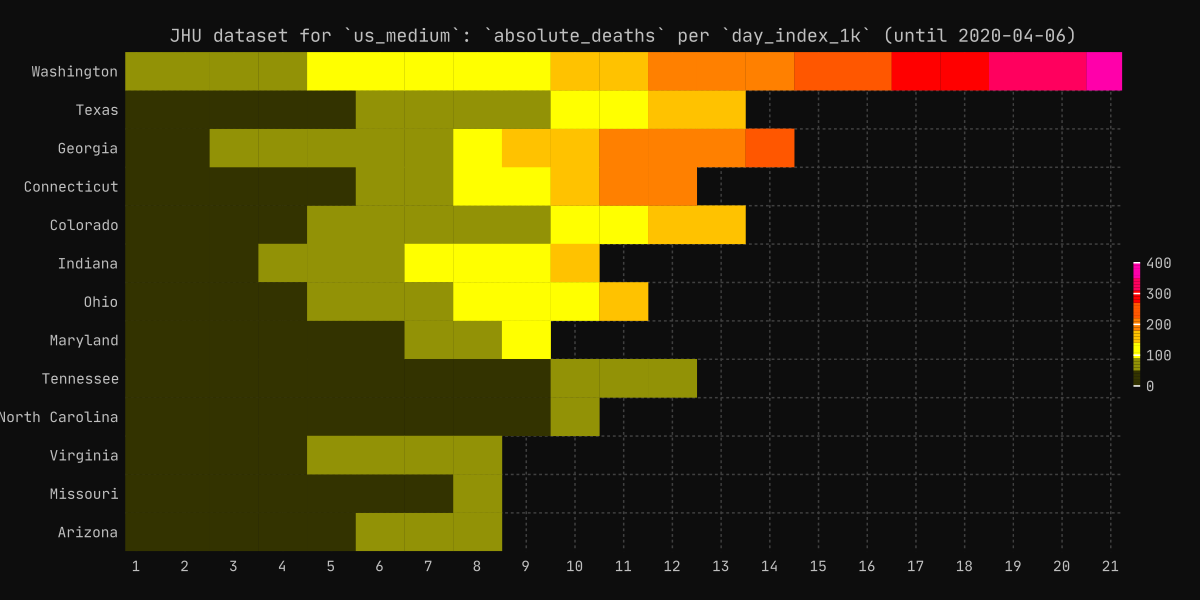 JHU dataset for `us_medium`: `absolute_deaths` per `day_index_1k` (until 2020-04-06)
Washington
Texas
Georgia
Connecticut
Colorado
Indiana
Ohio
Maryland
Tennessee
North Carolina
Virginia
Missouri
Arizona
1 2 3 4 5 6 7 8 9 10 11 12 13 14 15 16 17 18 19 20 21
400
300
200
100
0